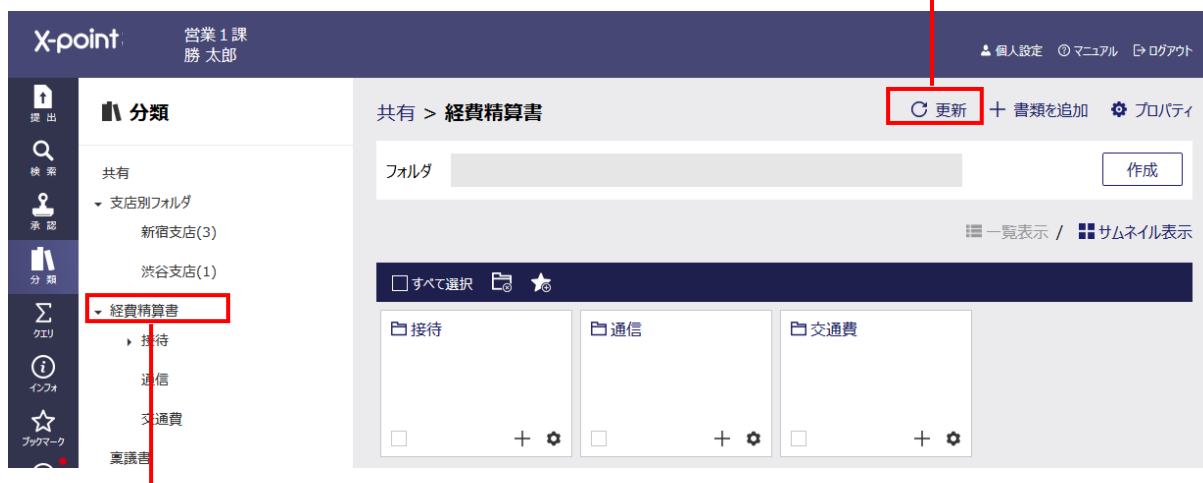 X-point
営業1課
勝 太郎
個人設定 マニュアル ログアウト
提 出
検 索
承 認
分 類
クエリ
インフォ
ブックマーク
分類
共有
支店別フォルダ
新宿支店(3)
渋谷支店(1)
経費精算書
接待
通信
交通費
稟議書
共有 > 経費精算書
更新 書類を追加 プロパティ
フォルダ 作成
一覧表示 / サムネイル表示
すべて選択
接待 通信 交通費